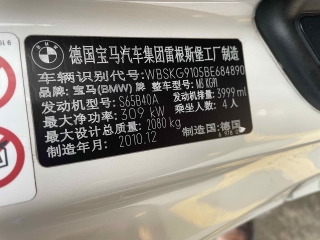 德国宝马汽车集团雷根斯堡工厂制造
车辆识别代号:WBSKG9105BE684890
品牌:宝马(BMW)牌 整车型号:M3 KG91
发动机型号:S65B40A 发动机排量:3999 ml
最大净功率:309 kW 乘坐人数:4人
最大允许总质量:2080 kg
制造年月:2010.12 制造国:德国